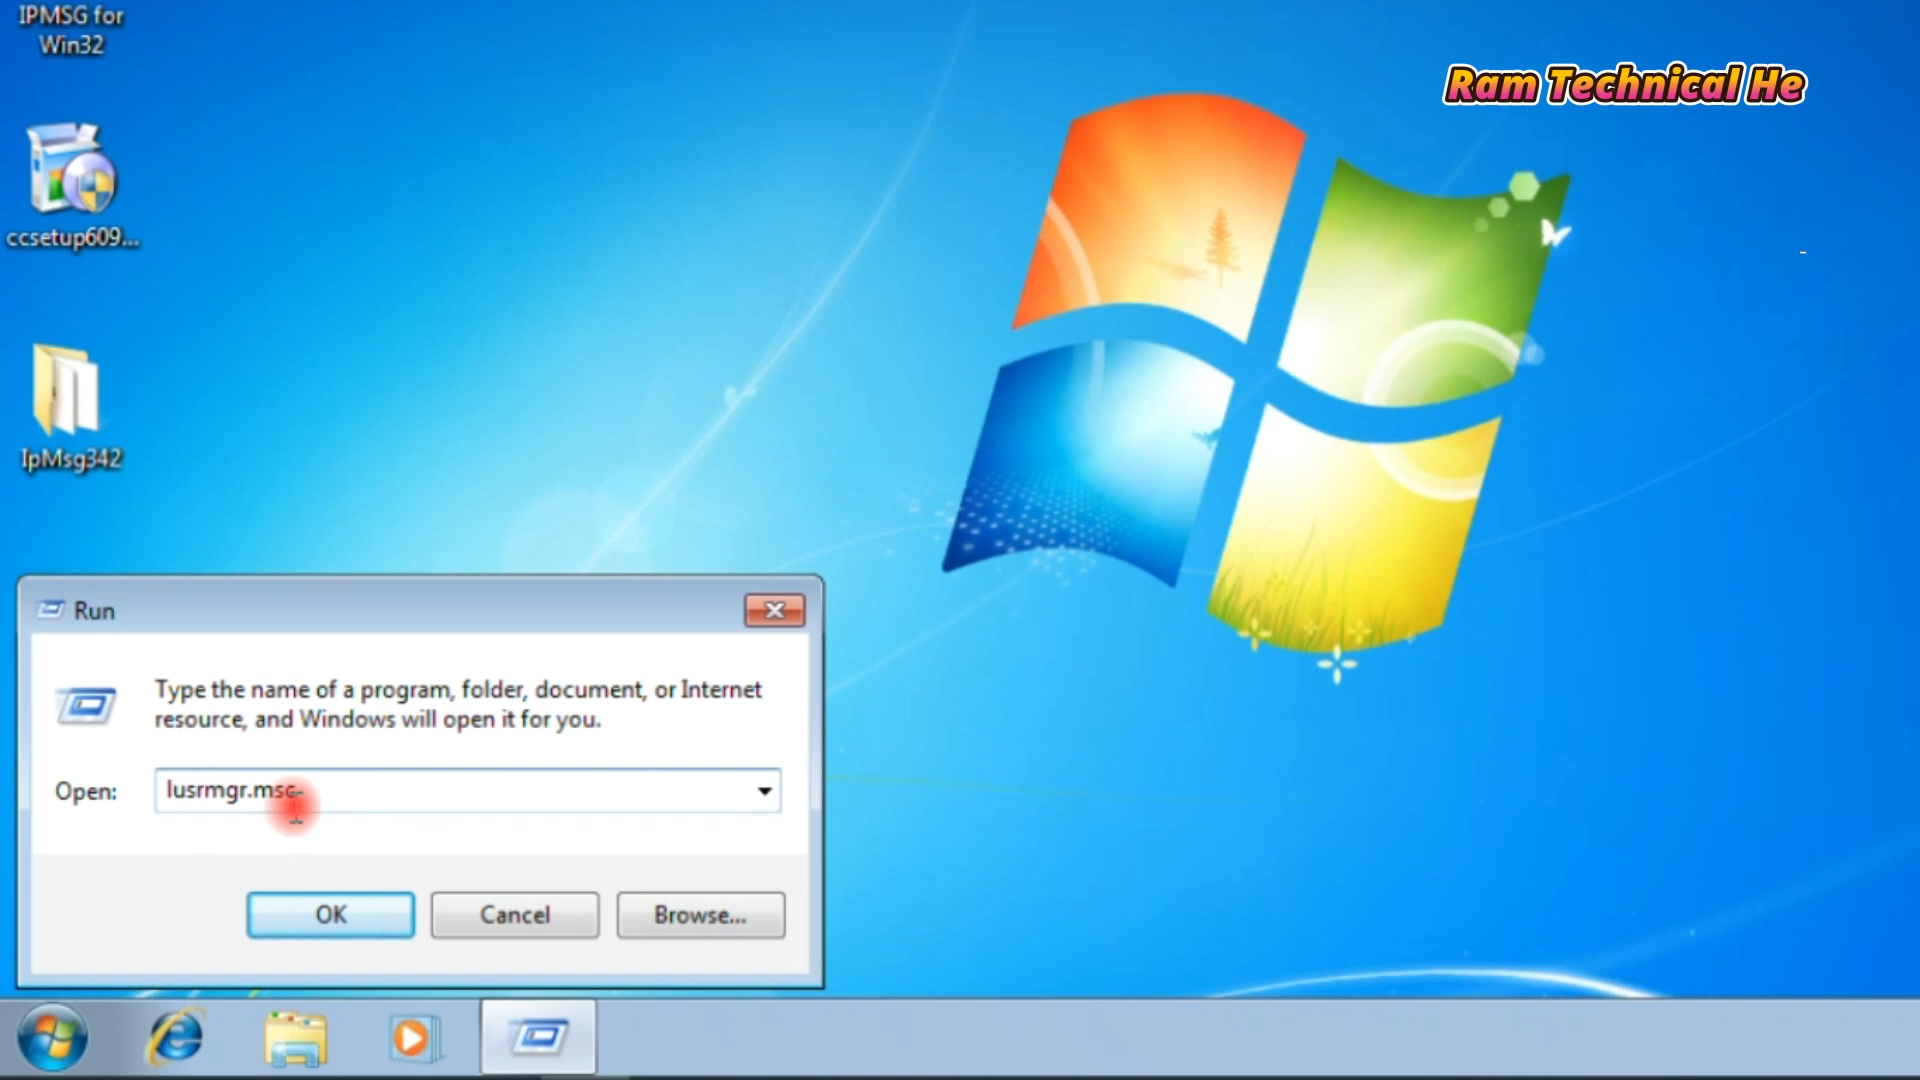 IPMSG for
Win32
Ram Technical He
ccsetup609...
IpMsg342
Run
Type the name of a program, folder, document, or Internet
resource, and Windows will open it for you.
Open:
lusrmgr.msc
OK
Cancel
Browse...